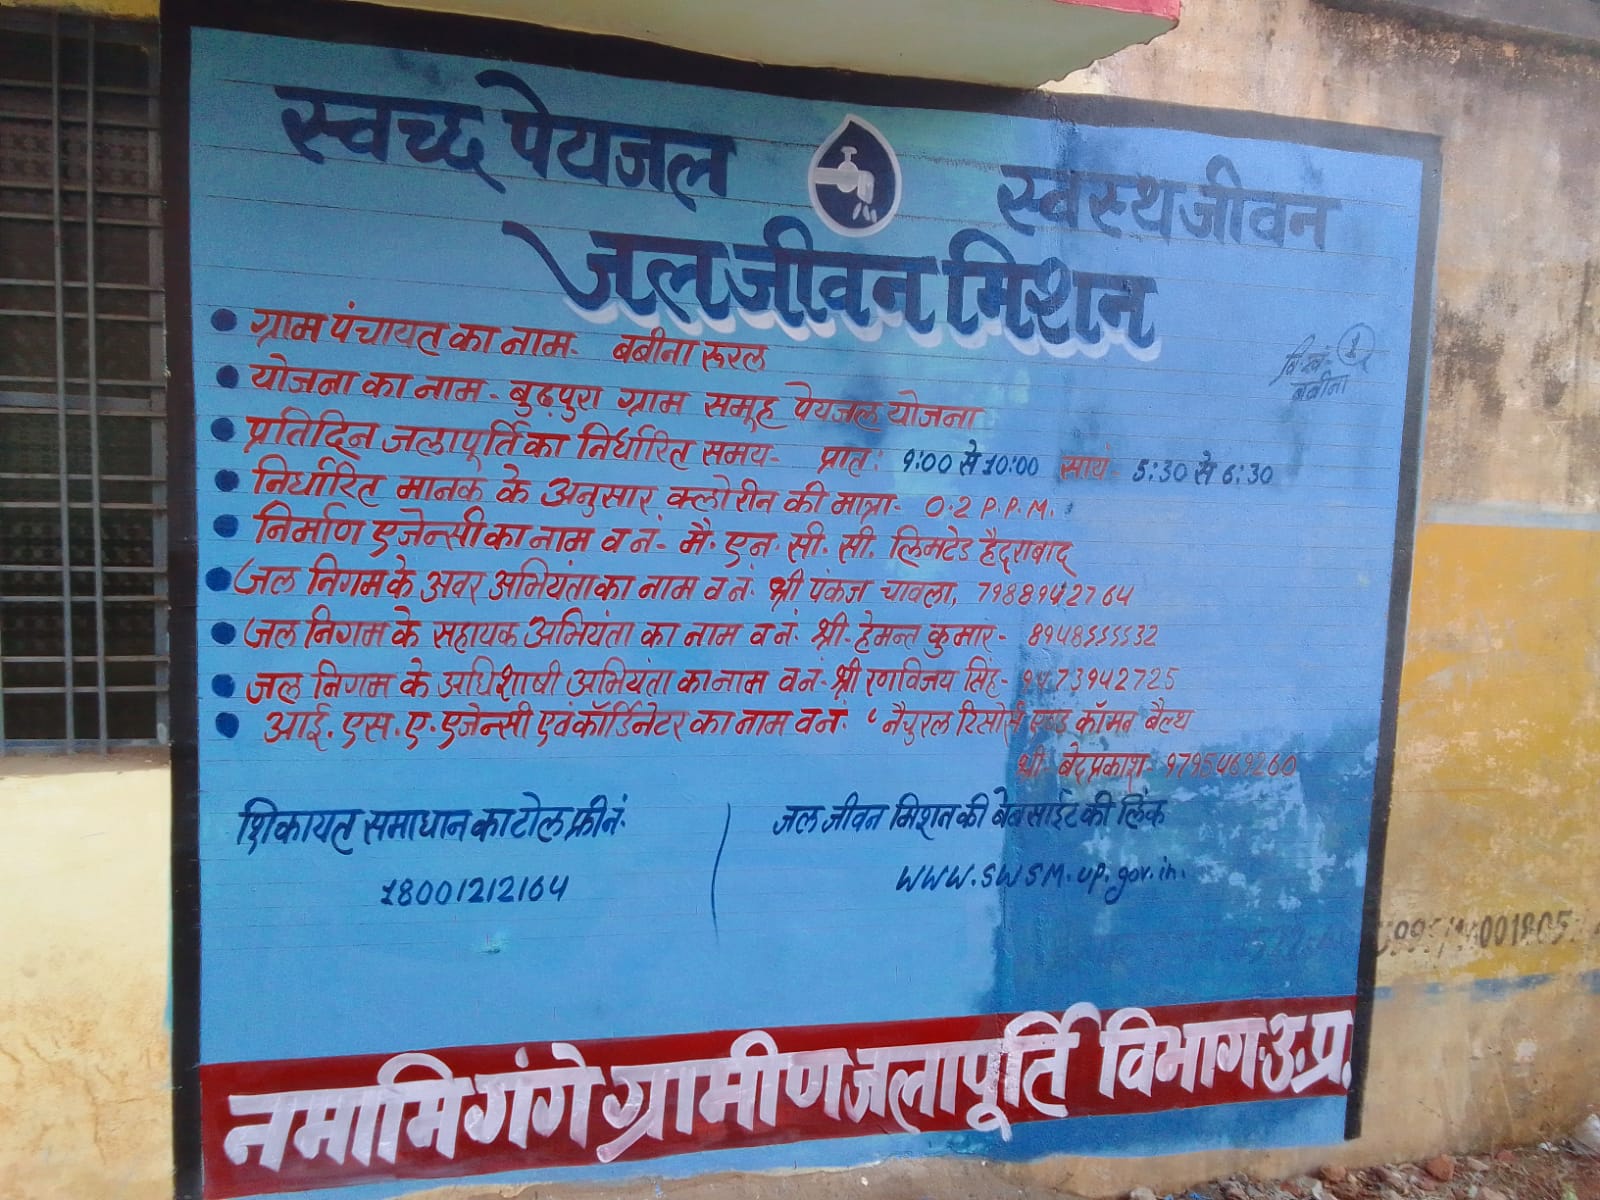 स्वच्छ पेयजल स्वस्थ जीवन
जल जीवन मिशन
ग्राम पंचायत का नाम- बबीना रूरल
योजना का नाम - बुढ़पुरा ग्राम समूह पेयजल योजना
प्रतिदिन जलापूर्ति का निर्धारित समय- प्रात: 9:00 से 10:00 सायं- 5:30 से 6:30
निर्धारित मानक के अनुसार क्लोरीन की मात्रा- 0.2 P.P.M.
निर्माण एजेन्सी का नाम व नं- मै. एन. सी. सी. लिमटेड हैदराबाद
जल निगम के अवर अभियंता का नाम व नं. श्री पंकज चावला, 7988942764
जल निगम के सहायक अभियंता का नाम व नं. श्री- हेमन्त कुमार- 8948555532
जल निगम के अधिशाषी अभियंता का नाम व नं- श्री रणविजय सिंह- 9473942725
आई. एस. ए. एजेन्सी एवं कॉर्डिनेटर का नाम व नं. नैचुरल रिसोर्स एण्ड कॉमन बैल्थ
श्री- बेदप्रकाश- 9795469260
शिकायत समाधान का टोल फ्री नं.
18001212164
जल जीवन मिशन की बेबसाईट की लिंक
www.swsm.up.gov.in.
वि.खं.-
बबीना
नमामि गंगे ग्रामीण जलापूर्ति विभाग-उ.प्र.